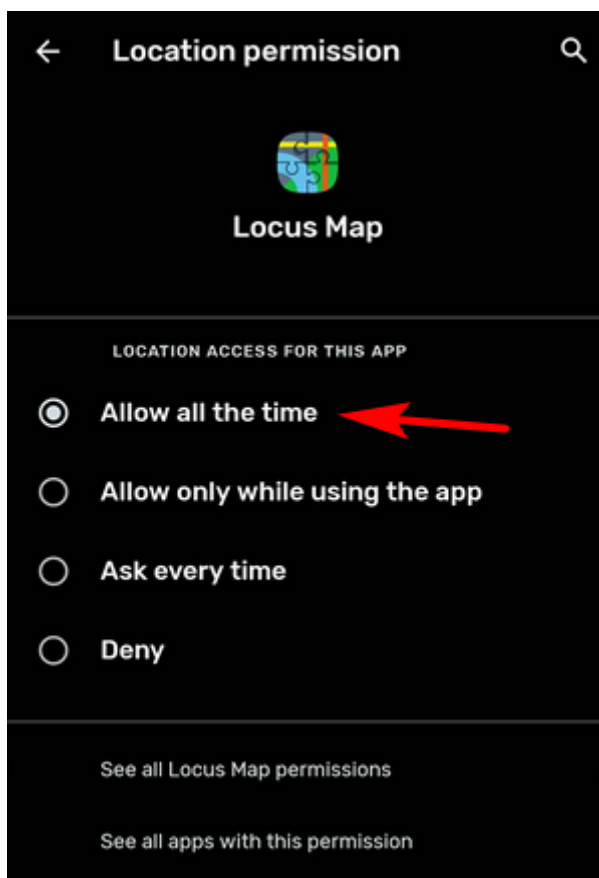 Location permission
Locus Map
LOCATION ACCESS FOR THIS APP
Allow all the time
Allow only while using the app
Ask every time
Deny
See all Locus Map permissions
See all apps with this permission